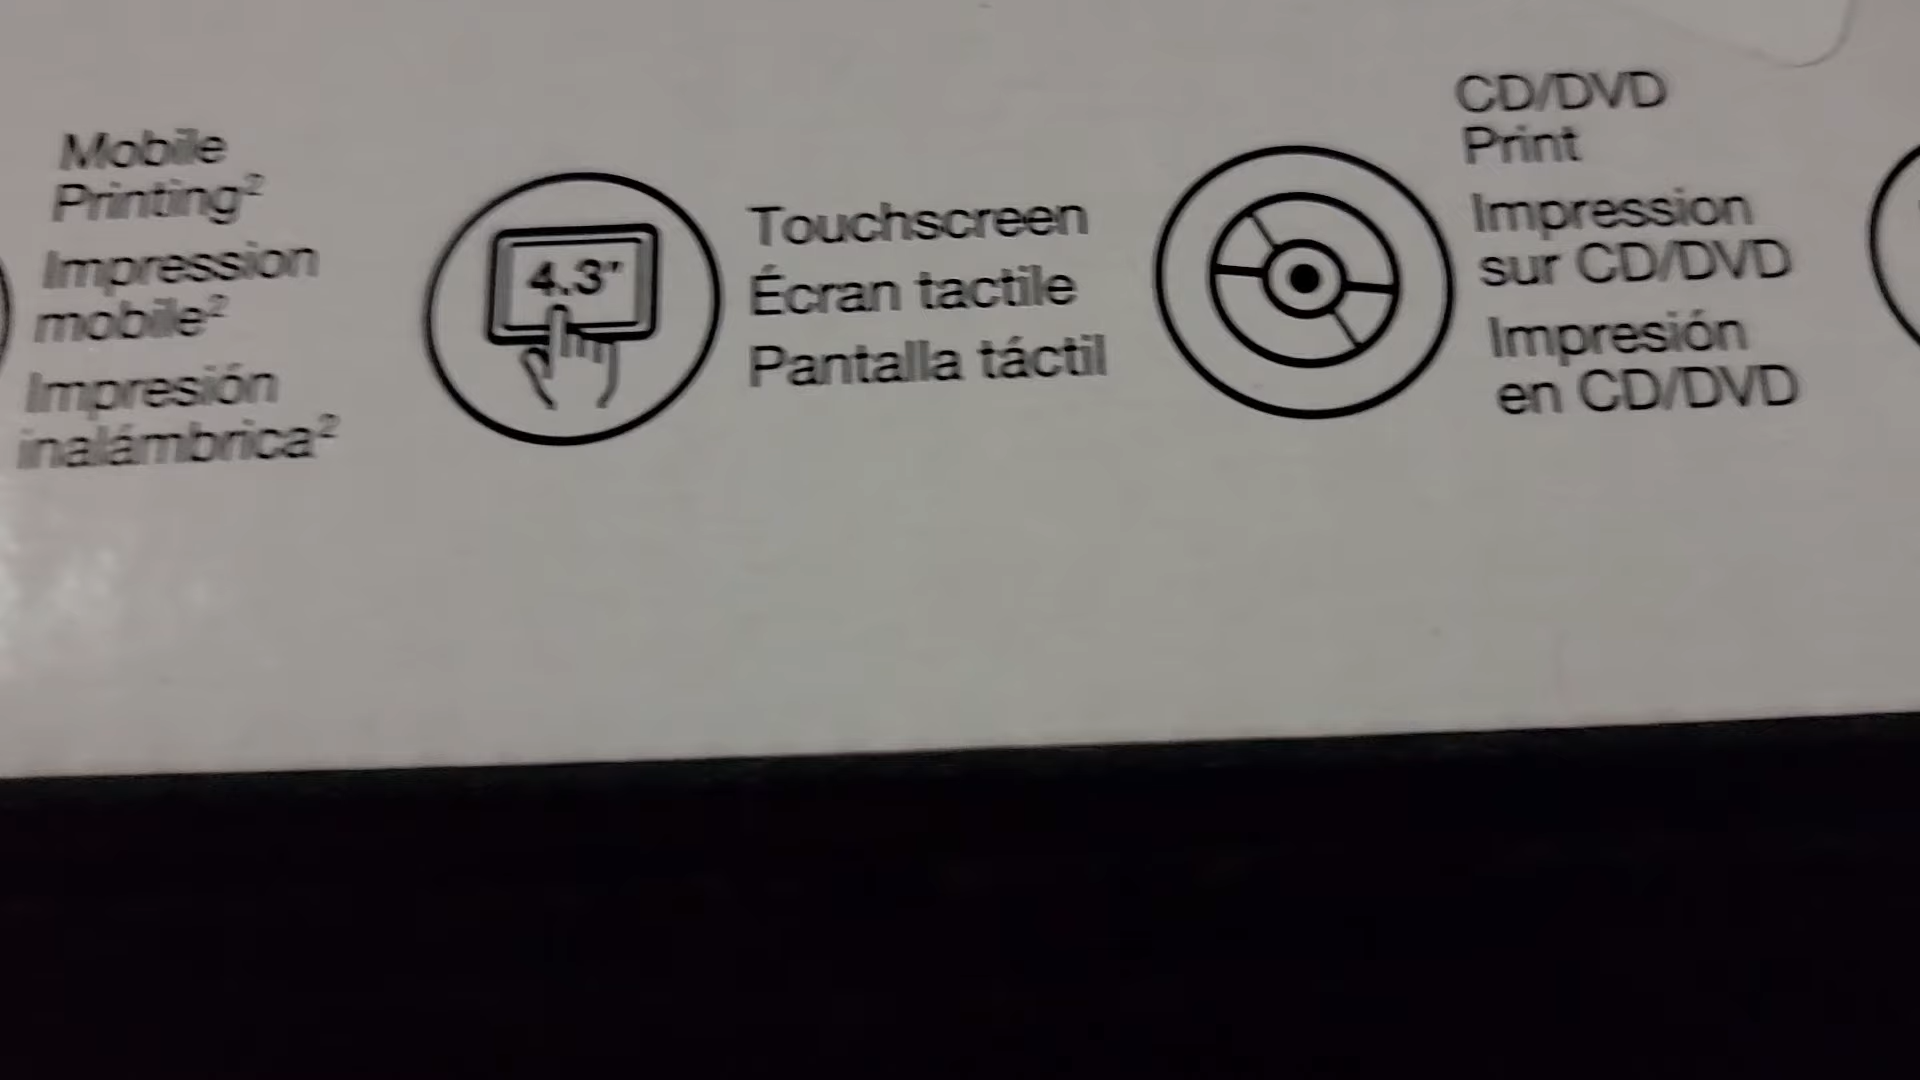 Mobile
Printing²
Impression
mobile²
Impresión
inalámbrica²
4.3"
Touchscreen
Écran tactile
Pantalla táctil
CD/DVD
Print
Impression
sur CD/DVD
Impresión
en CD/DVD